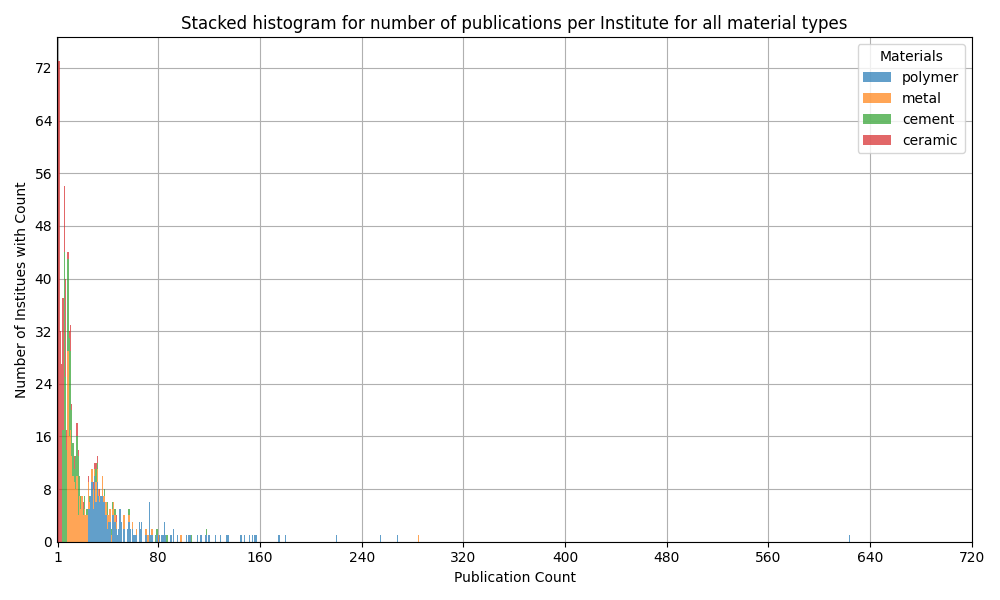 Stacked histogram for number of publications per Institute for all material types
Number of Institues with Count
72
64
56
48
40
32
24
16
8
0
Materials
polymer
metal
cement
ceramic
1
80
160
240
320
400
480
560
640
720
Publication Count